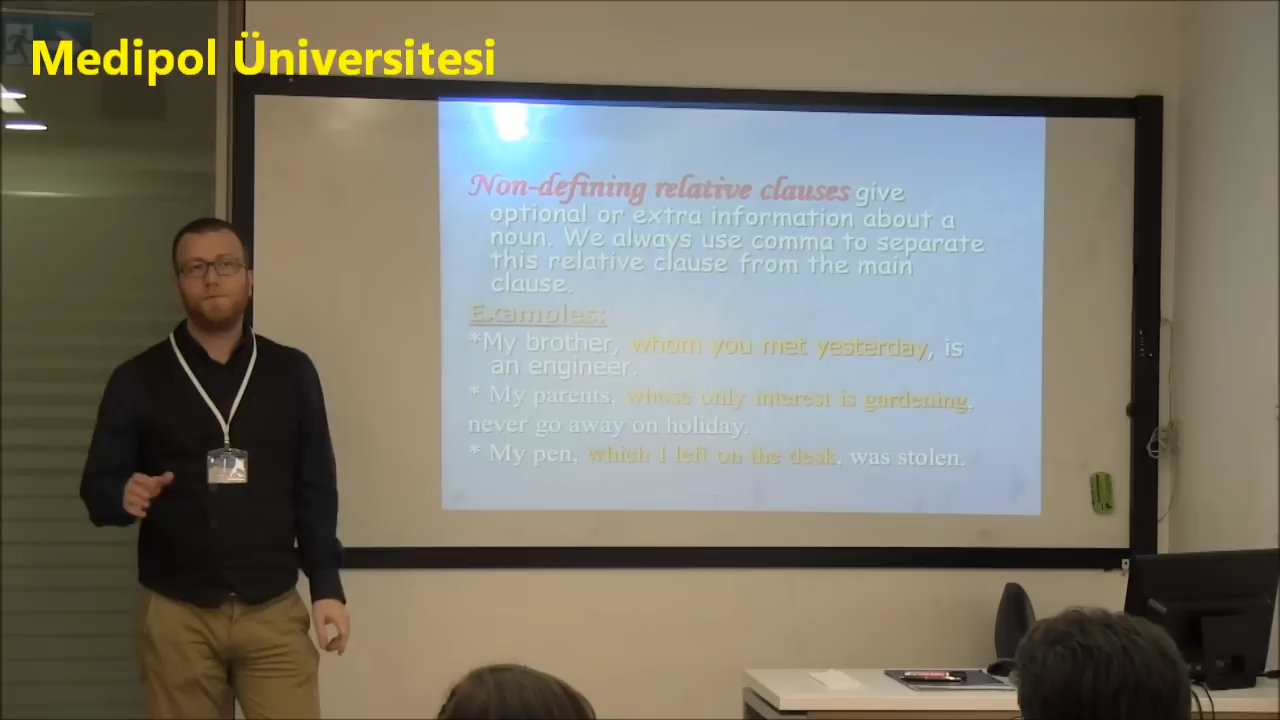 Medipol Üniversitesi
Non-defining relative clauses give
optional or extra information about a
noun. We always use comma to separate
this relative clause from the main
clause.
Examples:
*My brother, whom you met yesterday, is
an engineer.
* My parents, whose only interest is gardening,
never go away on holiday.
* My pen, which I left on the desk, was stolen.